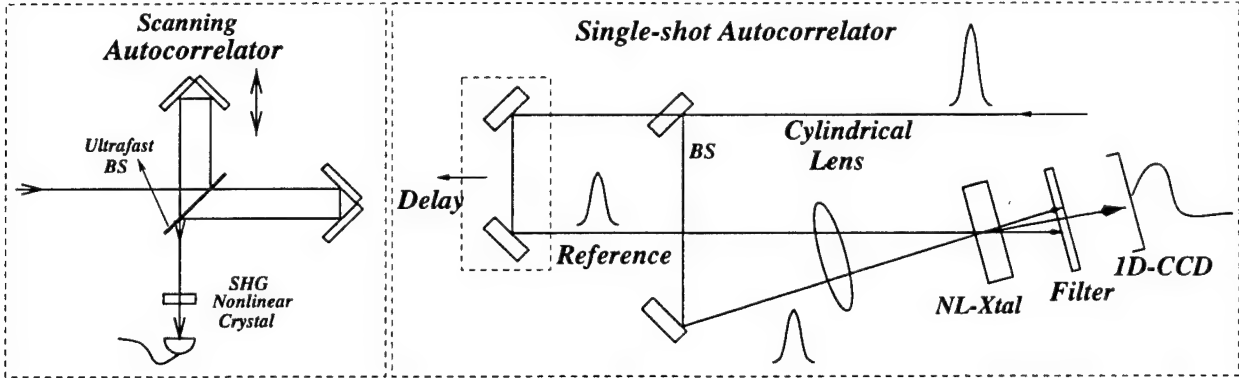 Scanning
Autocorrelator
Ultrafast
BS
SHG
Nonlinear
Crystal
Single-shot Autocorrelator
Cylindrical
Lens
BS
Delay
Reference
NL-Xtal
Filter
1D-CCD